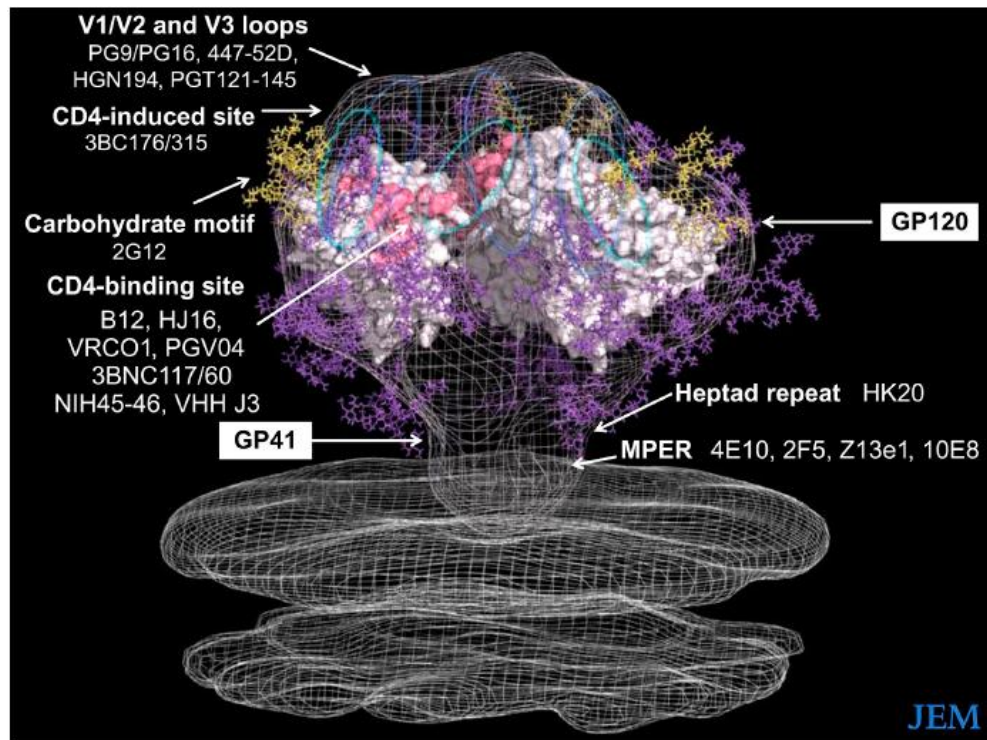 V1/V2 and V3 loops
PG9/PG16, 447-52D,
HGN194, PGT121-145
CD4-induced site
3BC176/315
Carbohydrate motif
2G12
CD4-binding site
B12, HJ16,
VRCO1, PGV04
3BNC117/60
NIH45-46, VHH J3
GP120
Heptad repeat HK20
GP41
MPER 4E10, 2F5, Z13e1, 10E8
JEM